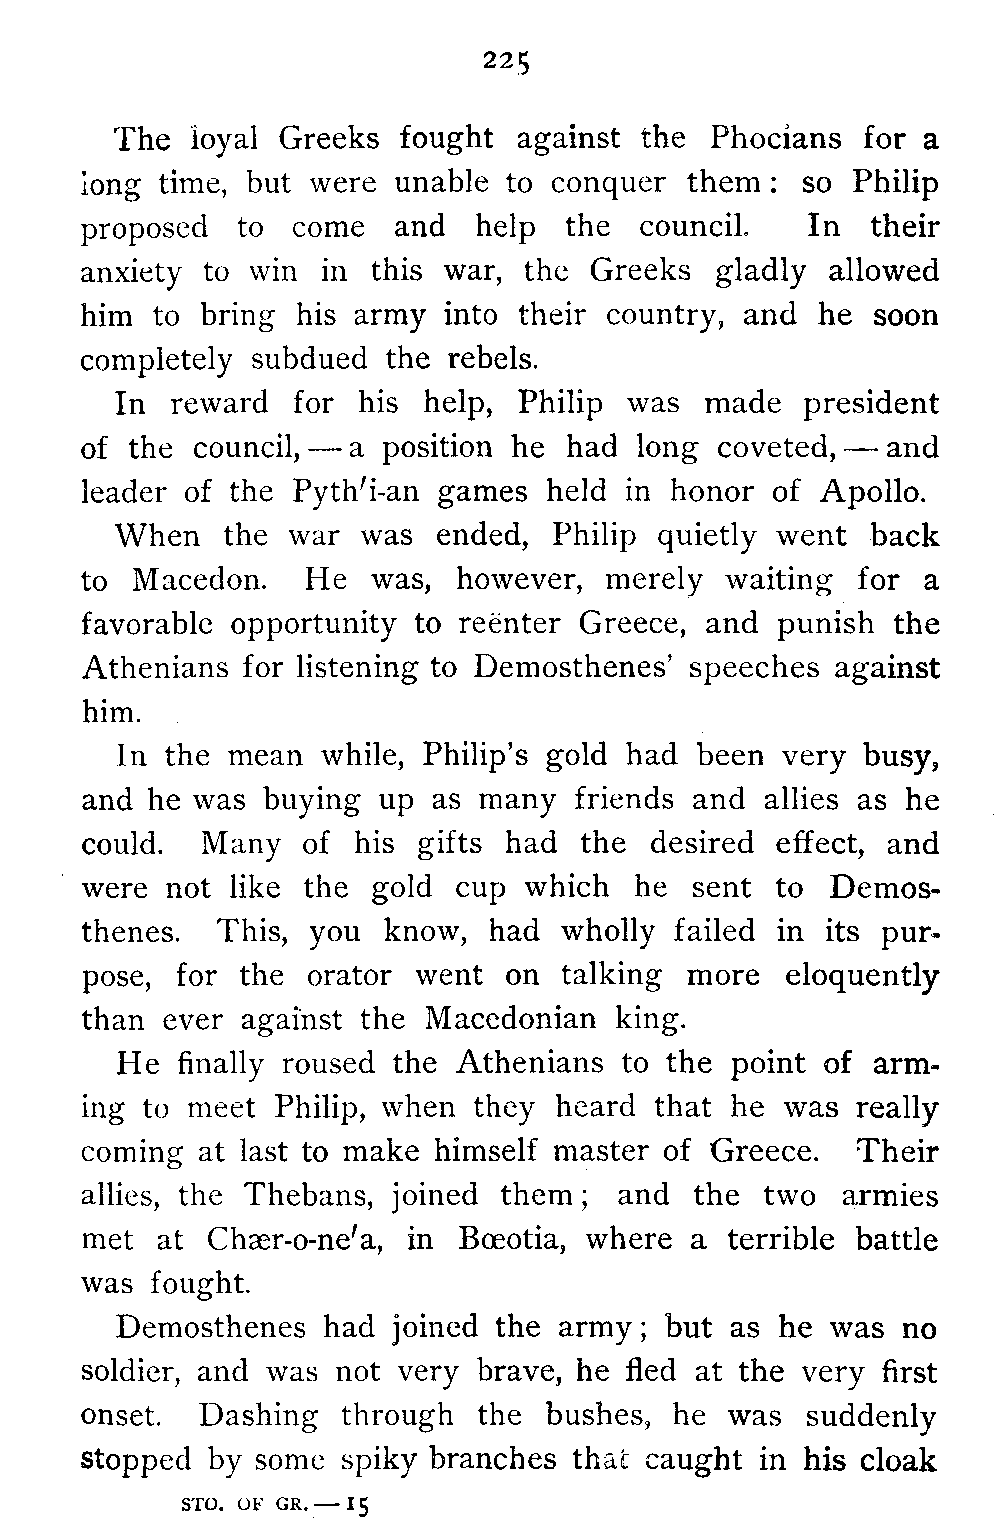 225
The loyal Greeks fought against the Phocians for a
long time, but were unable to conquer them: so Philip
proposed to come and help the council. In their
anxiety to win in this war, the Greeks gladly allowed
him to bring his army into their country, and he soon
completely subdued the rebels.
In reward for his help, Philip was made president
of the council,—a position he had long coveted,—and
leader of the Pyth′i-an games held in honor of Apollo.
When the war was ended, Philip quietly went back
to Macedon. He was, however, merely waiting for a
favorable opportunity to reënter Greece, and punish the
Athenians for listening to Demosthenes' speeches against
him.
In the mean while, Philip's gold had been very busy,
and he was buying up as many friends and allies as he
could. Many of his gifts had the desired effect, and
were not like the gold cup which he sent to Demos-
thenes. This, you know, had wholly failed in its pur-
pose, for the orator went on talking more eloquently
than ever against the Macedonian king.
He finally roused the Athenians to the point of arm-
ing to meet Philip, when they heard that he was really
coming at last to make himself master of Greece. Their
allies, the Thebans, joined them; and the two armies
met at Chær-o-ne′a, in Bœotia, where a terrible battle
was fought.
Demosthenes had joined the army; but as he was no
soldier, and was not very brave, he fled at the very first
onset. Dashing through the bushes, he was suddenly
stopped by some spiky branches that caught in his cloak
STO. OF GR.—15